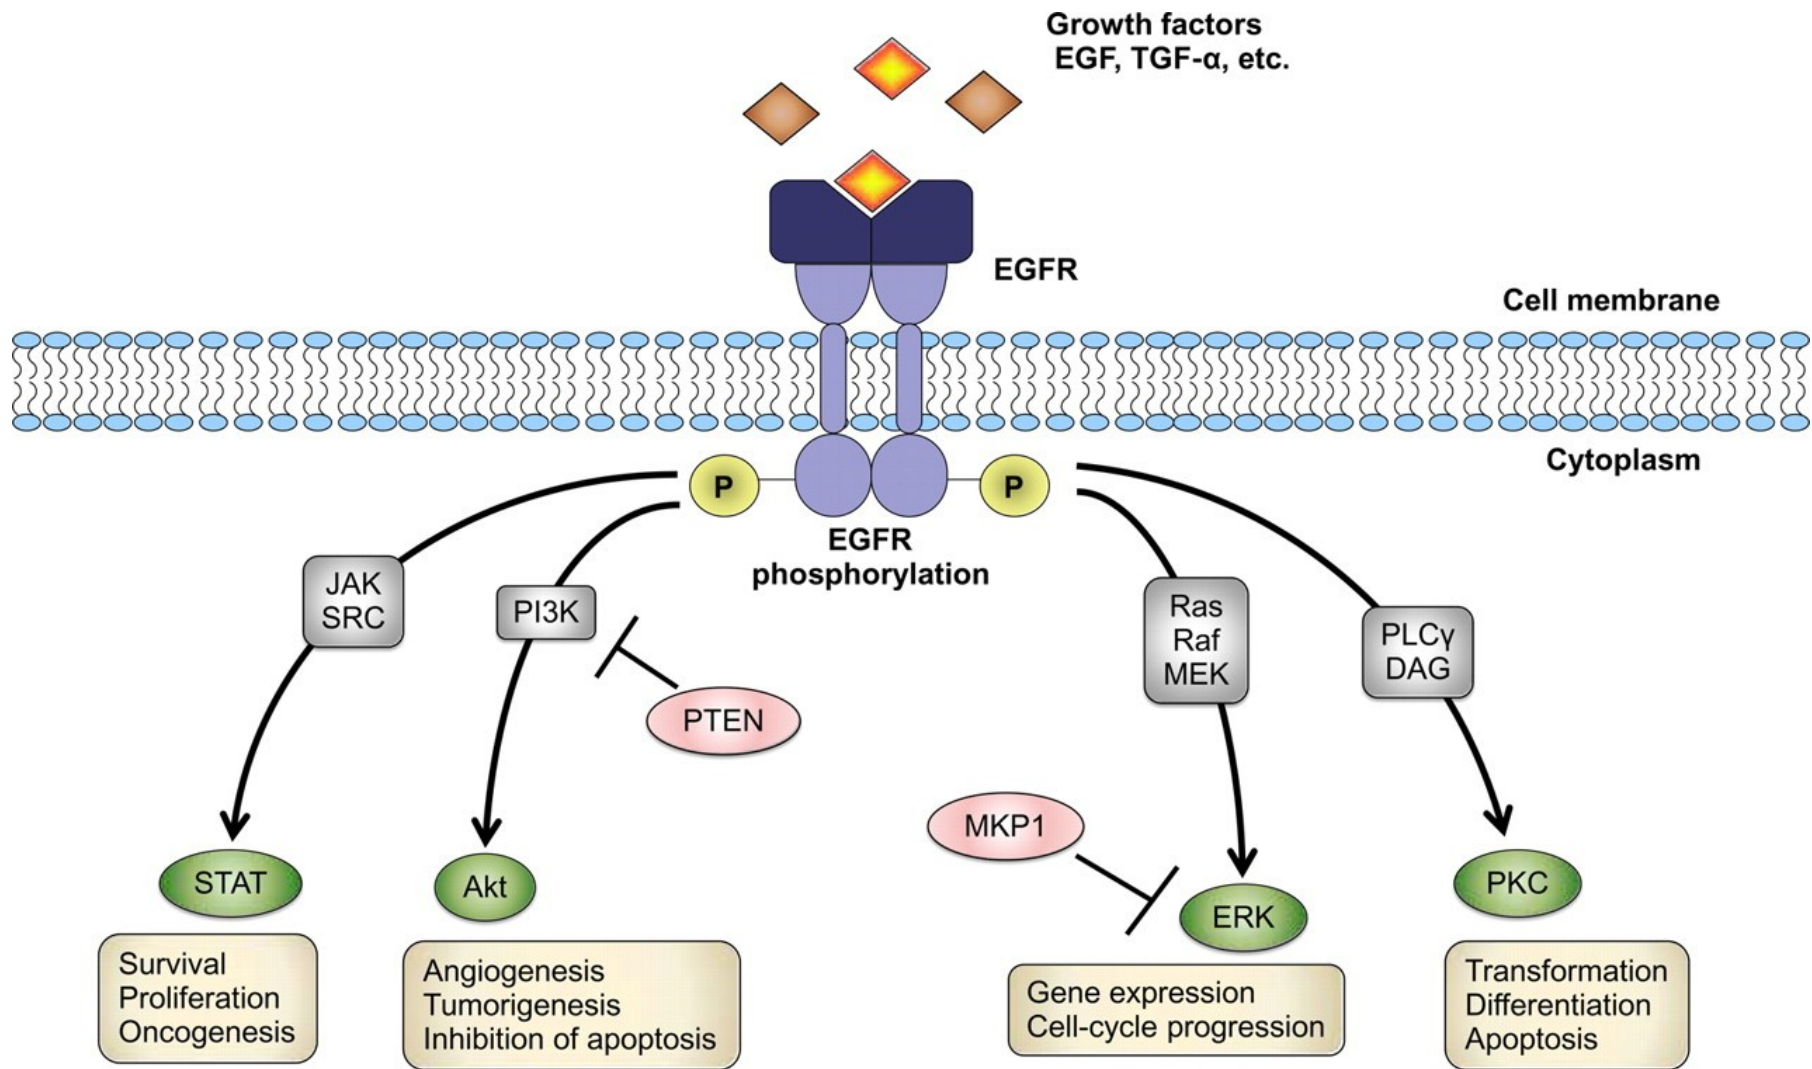 Growth factors
EGF, TGF-α, etc.
EGFR
Cell membrane
Cytoplasm
P
P
EGFR
phosphorylation
JAK
SRC
PI3K
PTEN
Ras
Raf
MEK
PLCγ
DAG
MKP1
STAT
Akt
ERK
PKC
Survival
Proliferation
Oncogenesis
Angiogenesis
Tumorigenesis
Inhibition of apoptosis
Gene expression
Cell-cycle progression
Transformation
Differentiation
Apoptosis